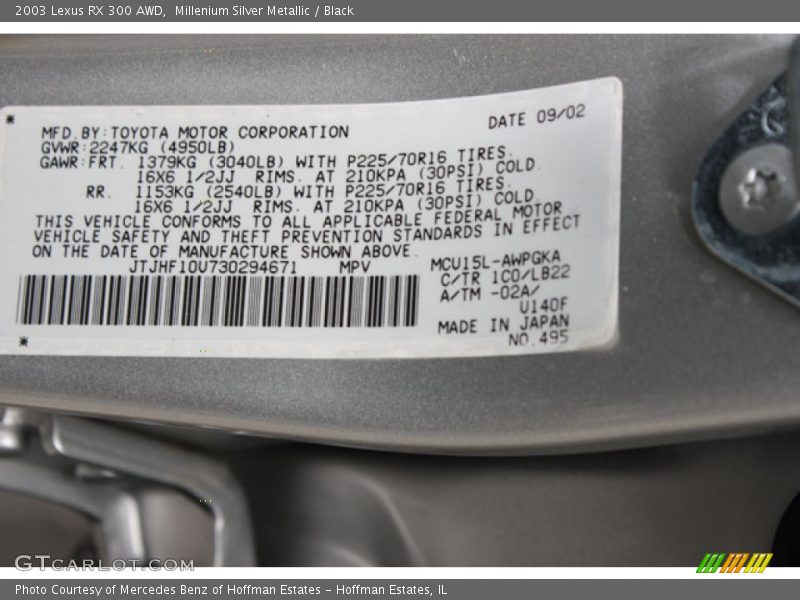 2003 Lexus RX 300 AWD,  Millenium Silver Metallic / Black
DATE 09/02
MFD.BY:TOYOTA MOTOR CORPORATION
GVWR:2247KG (4950LB)
GAWR:FRT. 1379KG (3040LB) WITH P225/70R16 TIRES,
16X6 1/2JJ RIMS. AT 210KPA (30PSI) COLD
RR. 1153KG (2540LB) WITH P225/70R16 TIRES.
16X6 1/2JJ RIMS. AT 210KPA (30PSI) COLD
THIS VEHICLE CONFORMS TO ALL APPLICABLE FEDERAL MOTOR
VEHICLE SAFETY AND THEFT PREVENTION STANDARDS IN EFFECT
ON THE DATE OF MANUFACTURE SHOWN ABOVE.
JTJHF10U730294671 MPV
MCU15L-AWPGKA
C/TR 1C0/LB22
A/TM -02A/
U140F
MADE IN JAPAN
NO.495
GTCarLot.com
Photo Courtesy of Mercedes Benz of Hoffman Estates - Hoffman Estates, IL